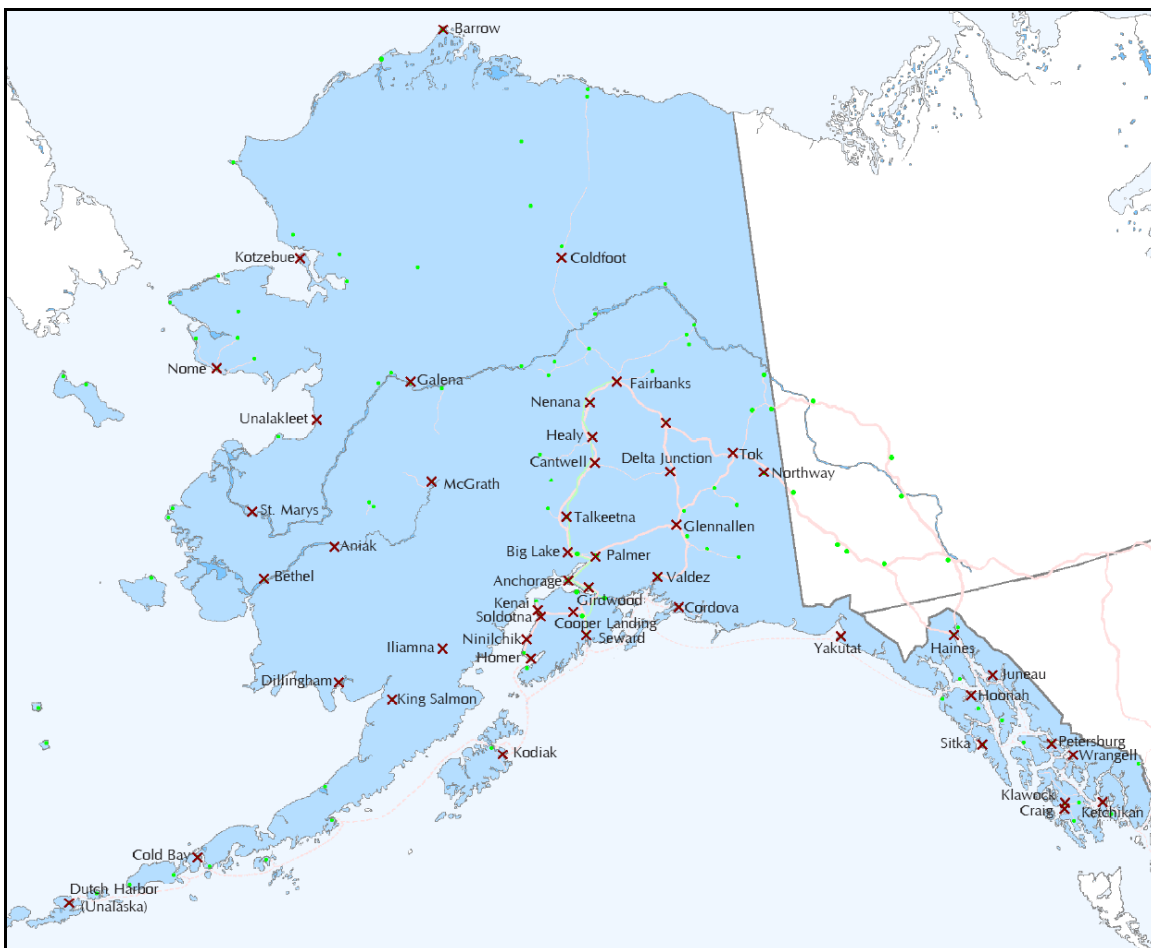 Barrow
Kotzebue
Coldfoot
Nome
Galena
Fairbanks
Nenana
Unalakleet
Healy
Tok
Delta Junction
Cantwell
Northway
McGrath
St. Marys
Talkeetna
Glennallen
Aniak
Big Lake
Palmer
Bethel
Anchorage
Valdez
Girdwood
Kenai
Cordova
Soldotna
Cooper Landing
Ninilchik
Seward
Iliamna
Homer
Yakutat
Haines
Dillingham
Juneau
King Salmon
Hoonah
Kodiak
Sitka
Petersburg
Wrangell
Klawock
Craig
Ketchikan
Cold Bay
Dutch Harbor
(Unalaska)